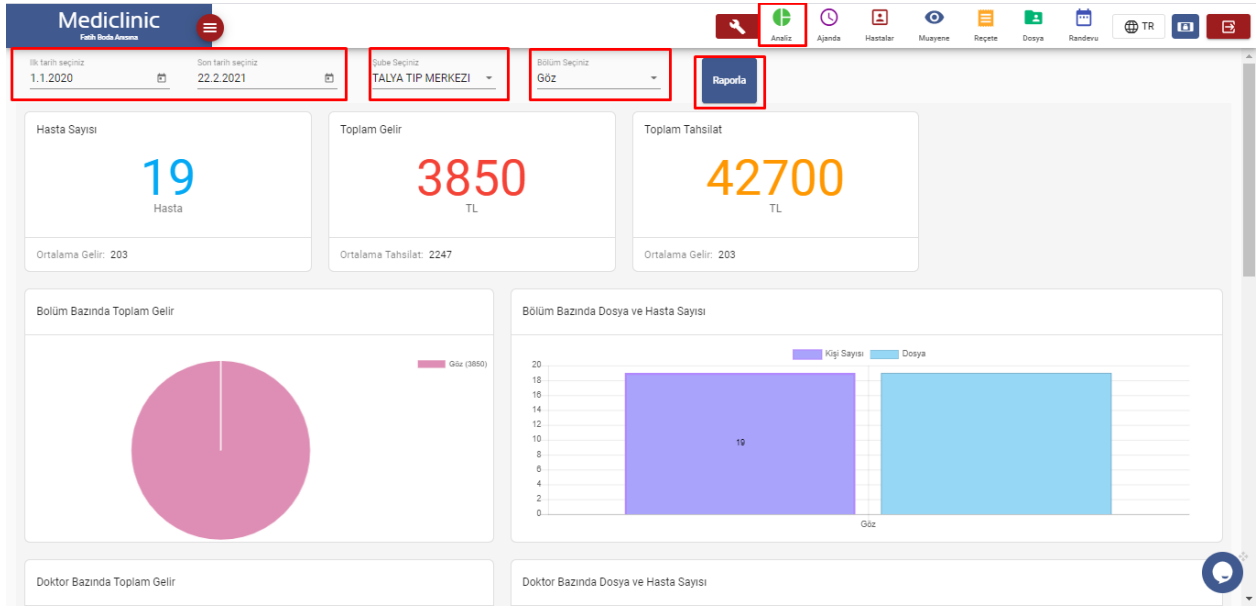 Mediclinic
Fatih Boda Anısına
Analiz
Ajanda
Hastalar
Muayene
Reçete
Dosya
Randevu
TR
Ilk tarih seçiniz
1.1.2020
Son tarih seçiniz
22.2.2021
Şube Seçiniz
TALYA TIP MERKEZI
Bölüm Seçiniz
Göz
Raporla
Hasta Sayısı
19
Hasta
Ortalama Gelir: 203
Toplam Gelir
3850
TL
Ortalama Tahsilat: 2247
Toplam Tahsilat
42700
TL
Ortalama Gelir: 203
Bolüm Bazında Toplam Gelir
Göz (3850)
Bölüm Bazında Dosya ve Hasta Sayısı
Kişi Sayısı Dosya
20
18
16
14
12
10
8
6
4
2
0
19
Göz
Doktor Bazında Toplam Gelir
Doktor Bazında Dosya ve Hasta Sayısı